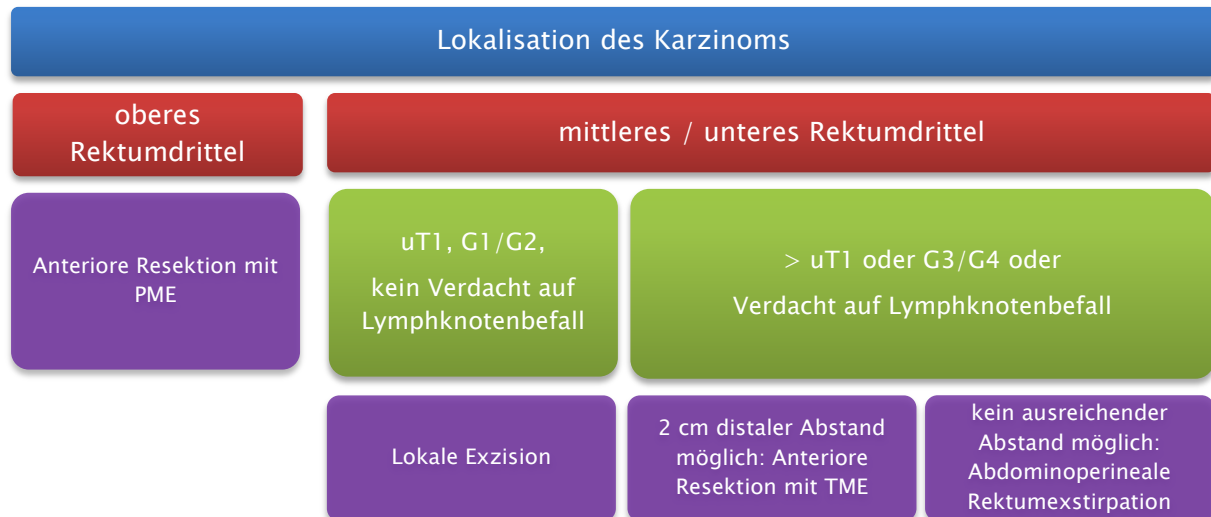 Lokalisation des Karzinoms
oberes
Rektumdrittel
mittleres / unteres Rektumdrittel
Anteriore Resektion mit
PME
uT1, G1/G2,
kein Verdacht auf
Lymphknotenbefall
> uT1 oder G3/G4 oder
Verdacht auf Lymphknotenbefall
Lokale Exzision
2 cm distaler Abstand
möglich: Anteriore
Resektion mit TME
kein ausreichender
Abstand möglich:
Abdominoperineale
Rektumexstirpation